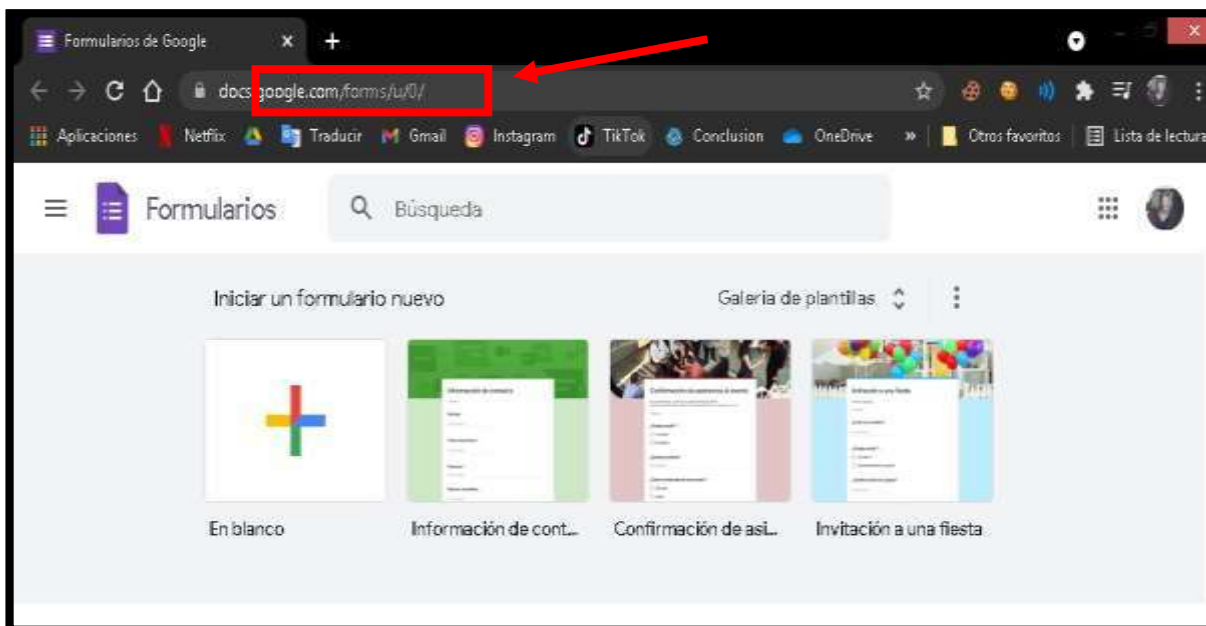 Formularios de Google
docs.google.com/forms/u/0/
Aplicaciones Netflix Traducir Gmail Instagram TikTok Conclusion OneDrive » Otros favoritos Lista de lectura
Formularios Búsqueda
Iniciar un formulario nuevo Galería de plantillas
En blanco Información de cont... Confirmación de asi... Invitación a una fiesta